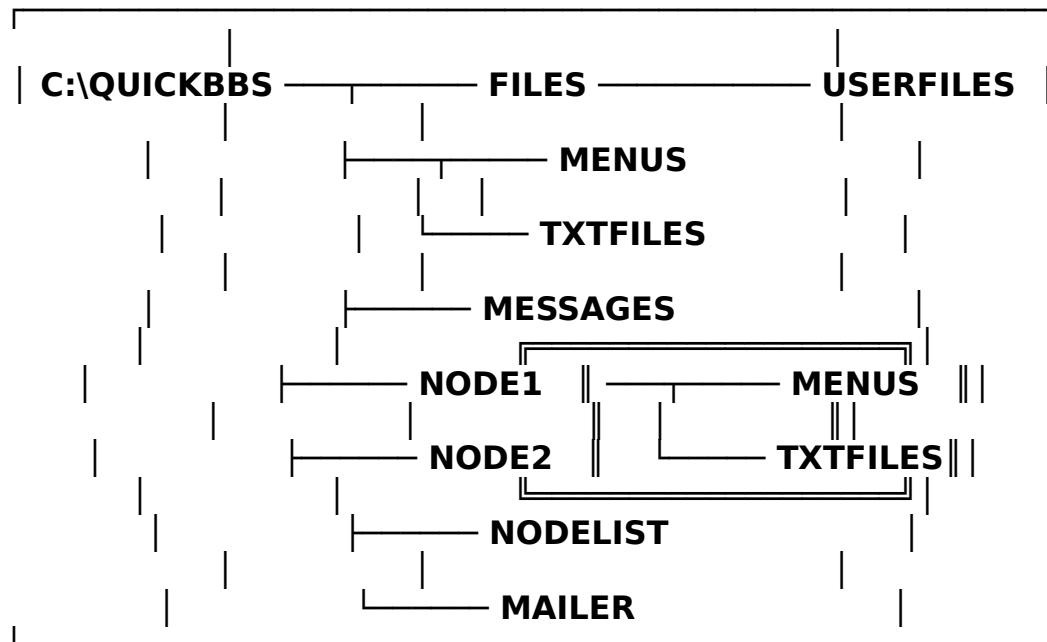 C:\QUICKBBS FILES USERFILES
MENUS
TXTFILES
MESSAGES
NODE1 MENUS
NODE2 TXTFILES
NODELIST
MAILER